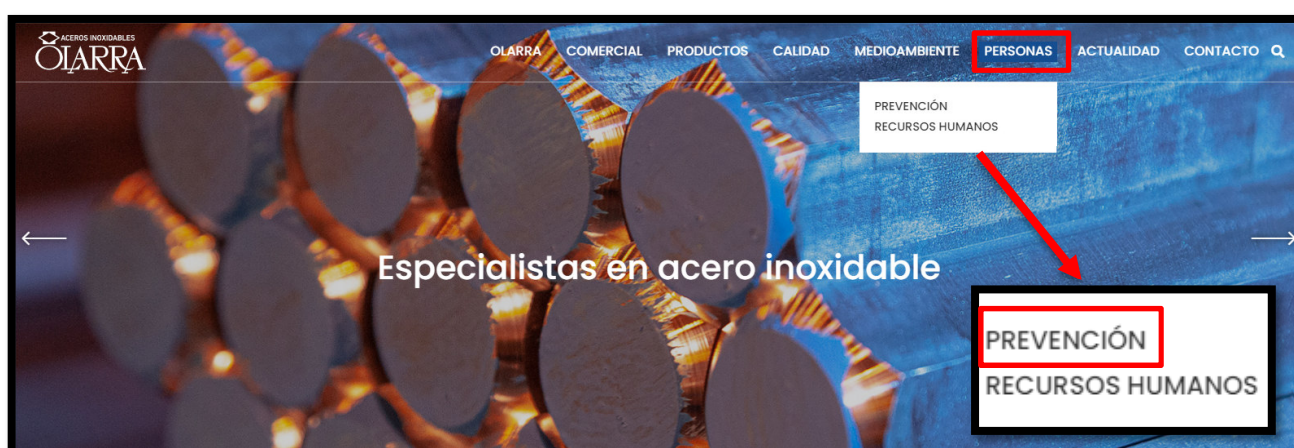 ACEROS INOXIDABLES
OLARRA
OLARRA COMERCIAL PRODUCTOS CALIDAD MEDIOAMBIENTE PERSONAS ACTUALIDAD CONTACTO
PREVENCIÓN
RECURSOS HUMANOS
Especialistas en acero inoxidable
PREVENCIÓN
RECURSOS HUMANOS